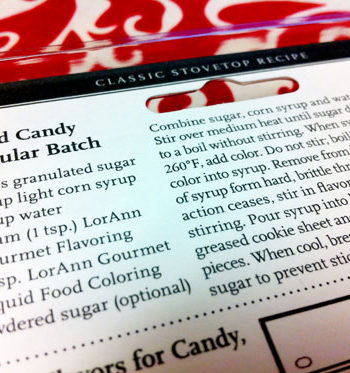 CLASSIC STOVETOP RECIPE
d Candy
ular Batch
s granulated sugar
up light corn syrup
up water
am (1 tsp.) LorAnn
urmet Flavoring
sp. LorAnn Gourmet
quid Food Coloring
wdered sugar (optional)
Combine sugar, corn syrup and wa
Stir over medium heat until sugar d
to a boil without stirring. When sy
260°F, add color. Do not stir; boil
color into syrup. Remove from
of syrup form hard, brittle thr
action ceases, stir in flavor
stirring. Pour syrup into
greased cookie sheet an
pieces. When cool, brea
sugar to prevent stic
lavors for Candy,